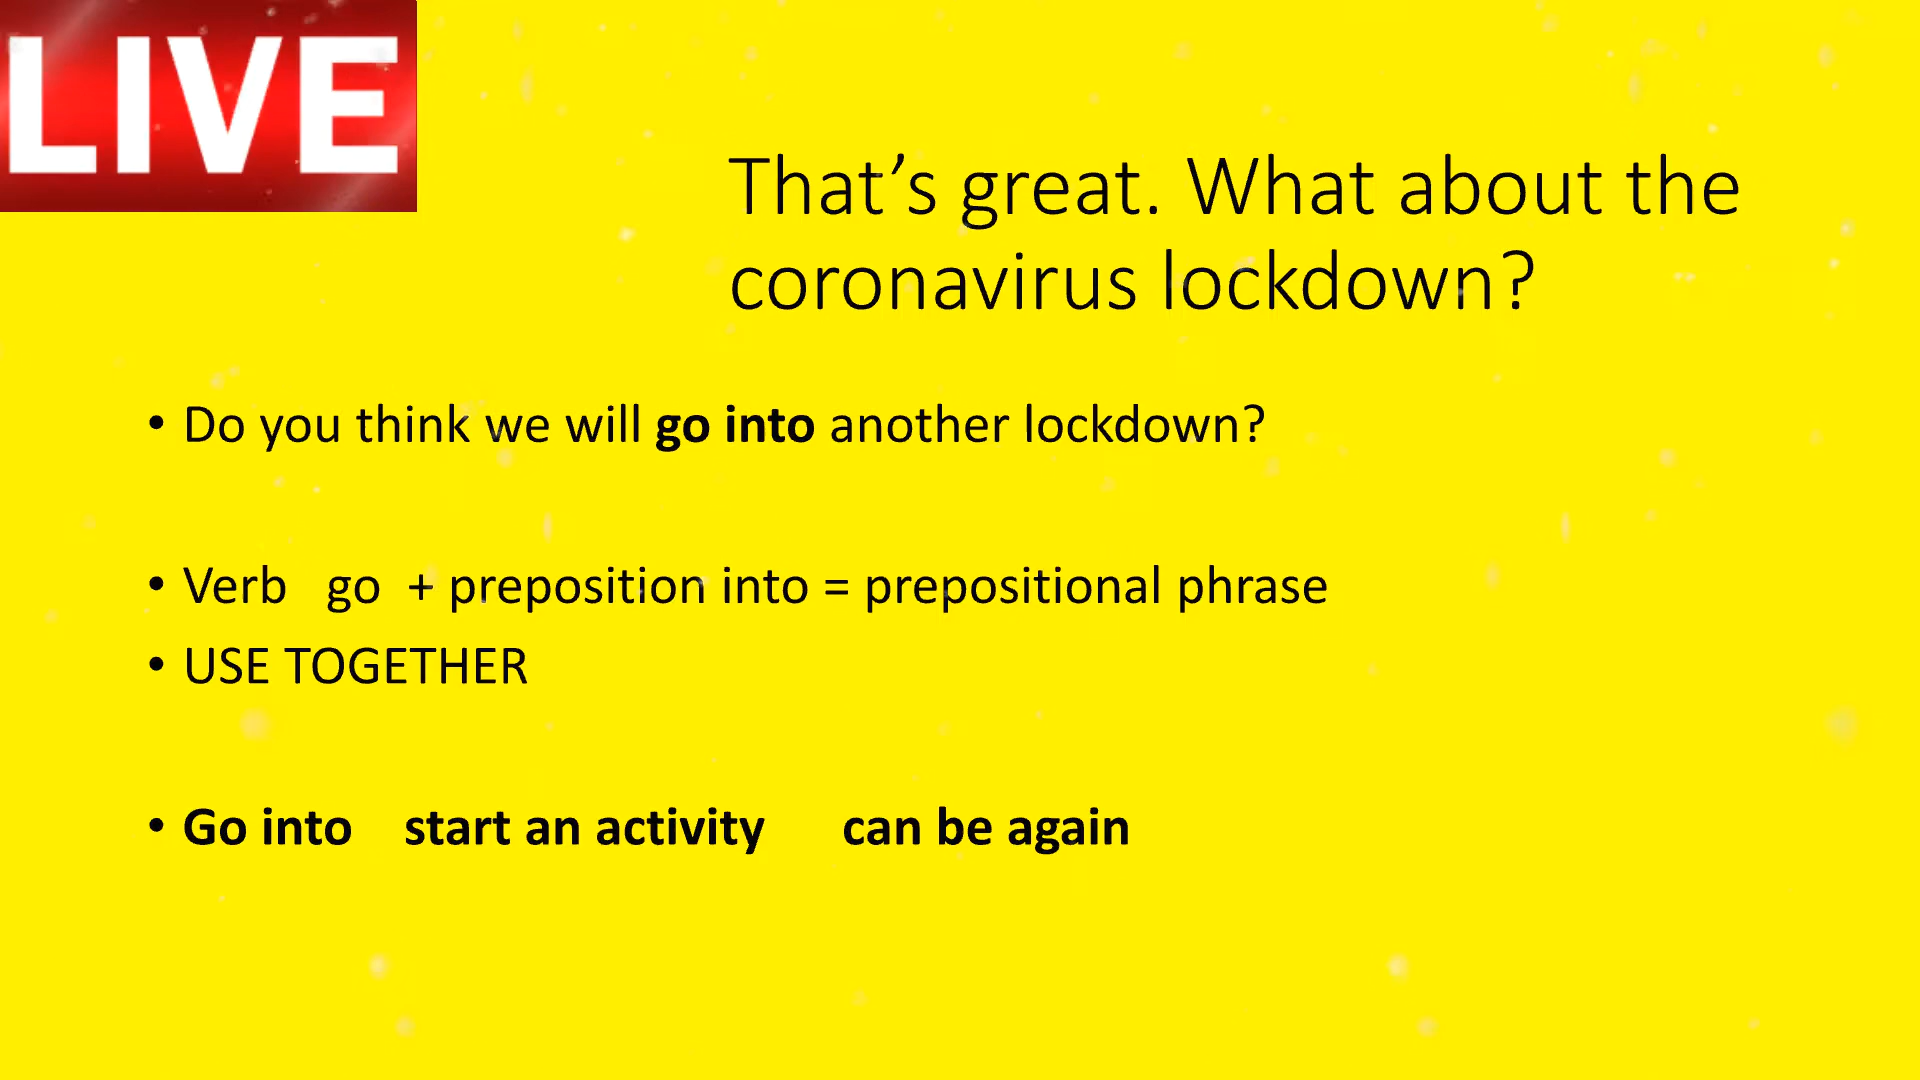 LIVE
That’s great. What about the
coronavirus lockdown?
• Do you think we will go into another lockdown?
• Verb go + preposition into = prepositional phrase
• USE TOGETHER
• Go into start an activity can be again